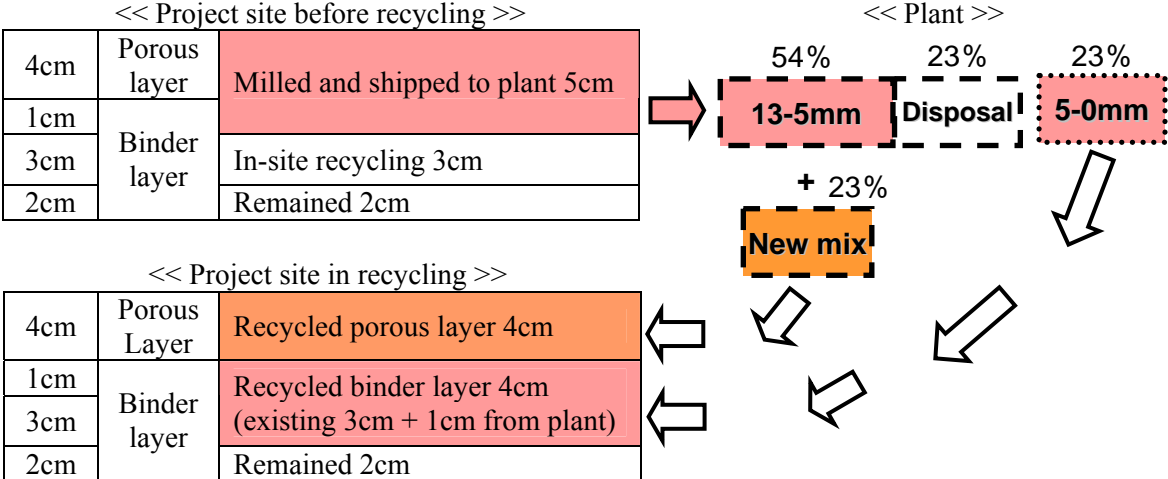 << Project site before recycling >>
4cm
Porous
layer
Milled and shipped to plant 5cm
1cm
Binder
layer
3cm
In-site recycling 3cm
2cm
Remained 2cm
<< Plant >>
54%
23%
23%
13-5mm
Disposal
5-0mm
+ 23%
New mix
<< Project site in recycling >>
4cm
Porous
Layer
Recycled porous layer 4cm
1cm
Binder
layer
Recycled binder layer 4cm
(existing 3cm + 1cm from plant)
3cm
2cm
Remained 2cm